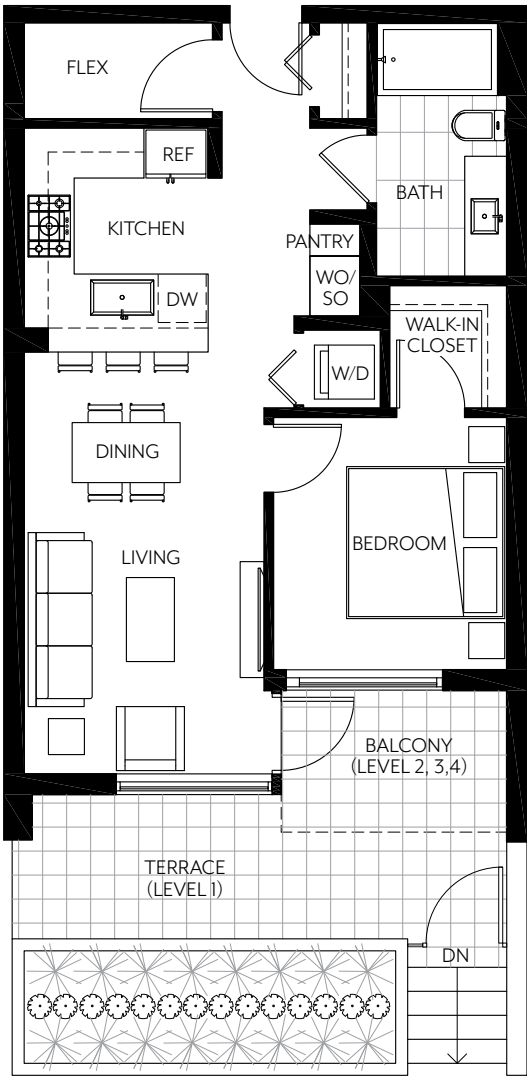 FLEX
REF
BATH
KITCHEN
PANTRY
WO/
SO
DW
WALK-IN
CLOSET
W/D
DINING
BEDROOM
LIVING
BALCONY
(LEVEL 2, 3,4)
TERRACE
(LEVEL 1)
DN